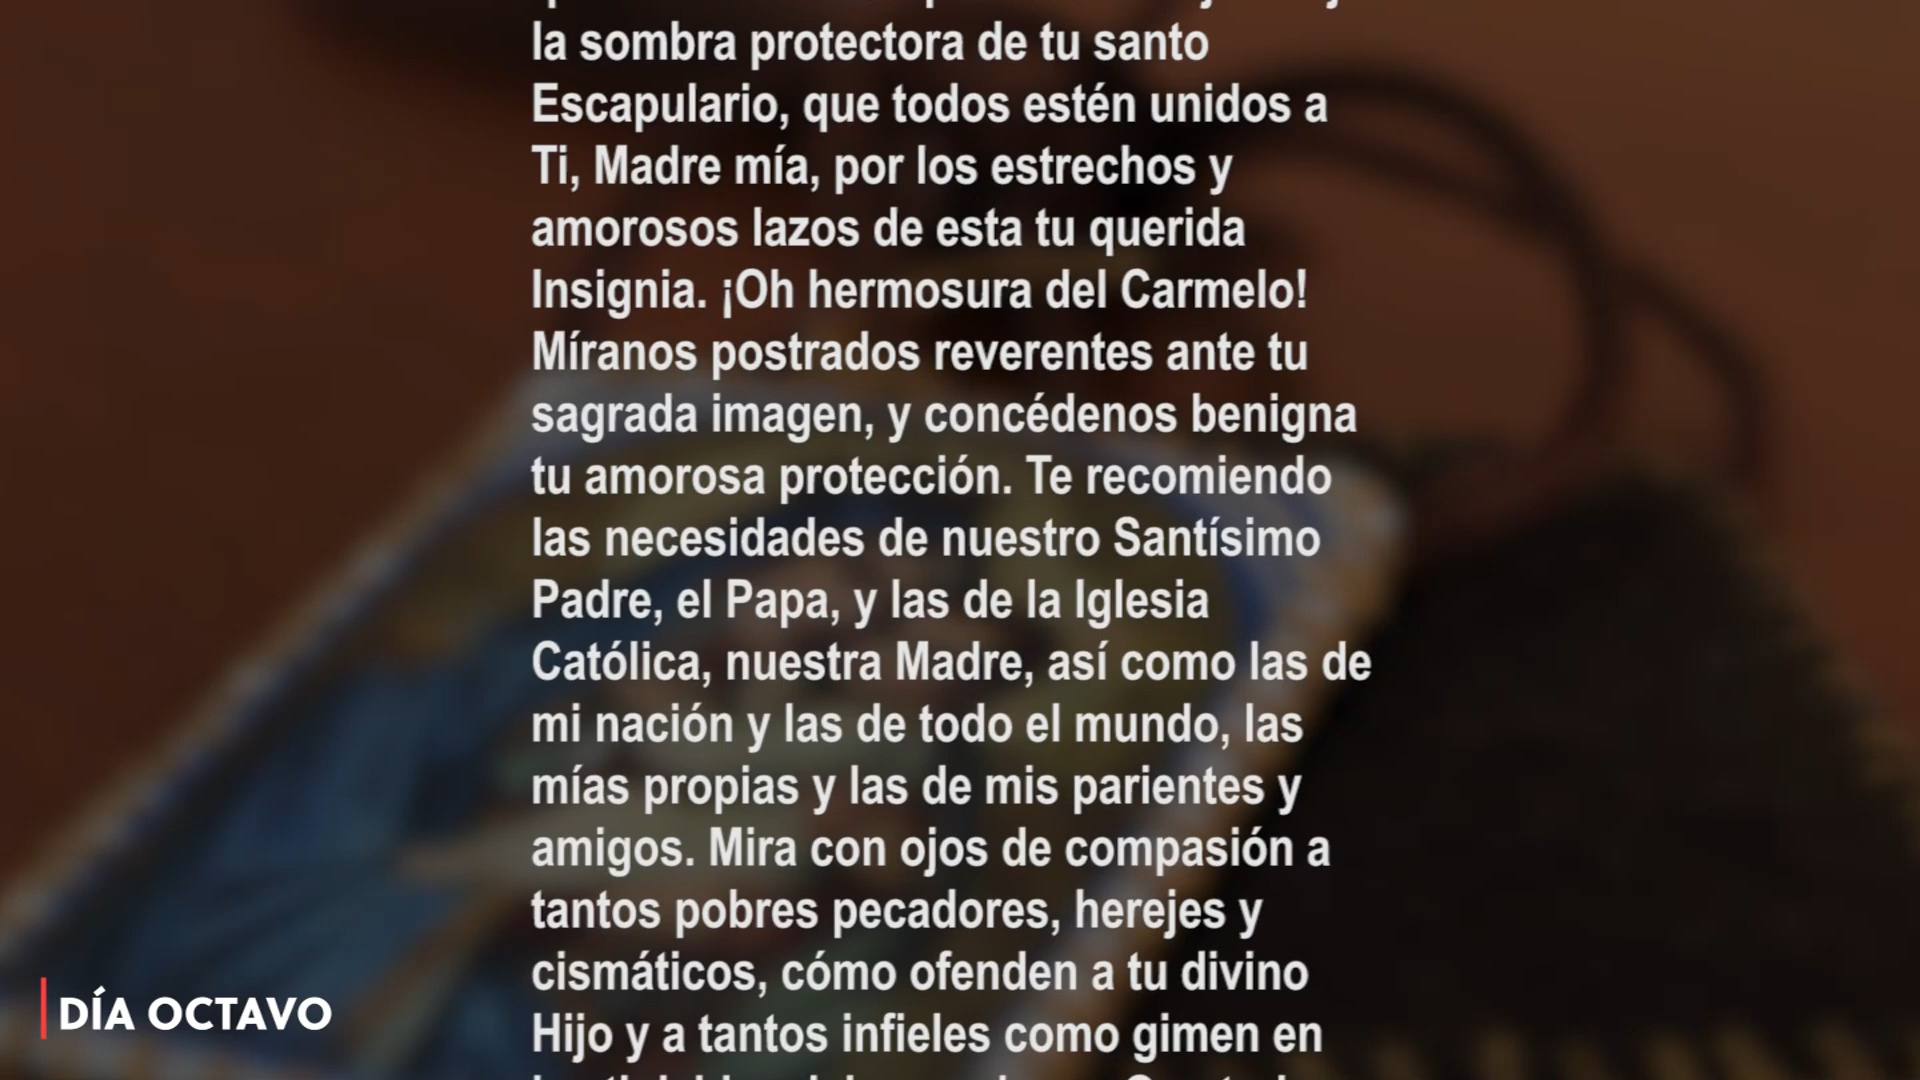 la sombra protectora de tu santo
Escapulario, que todos estén unidos a
Ti, Madre mía, por los estrechos y
amorosos lazos de esta tu querida
Insignia. ¡Oh hermosura del Carmelo!
Míranos postrados reverentes ante tu
sagrada imagen, y concédenos benigna
tu amorosa protección. Te recomiendo
las necesidades de nuestro Santísimo
Padre, el Papa, y las de la Iglesia
Católica, nuestra Madre, así como las de
mi nación y las de todo el mundo, las
mías propias y las de mis parientes y
amigos. Mira con ojos de compasión a
tantos pobres pecadores, herejes y
cismáticos, cómo ofenden a tu divino
Hijo y a tantos infieles como gimen en
DÍA OCTAVO